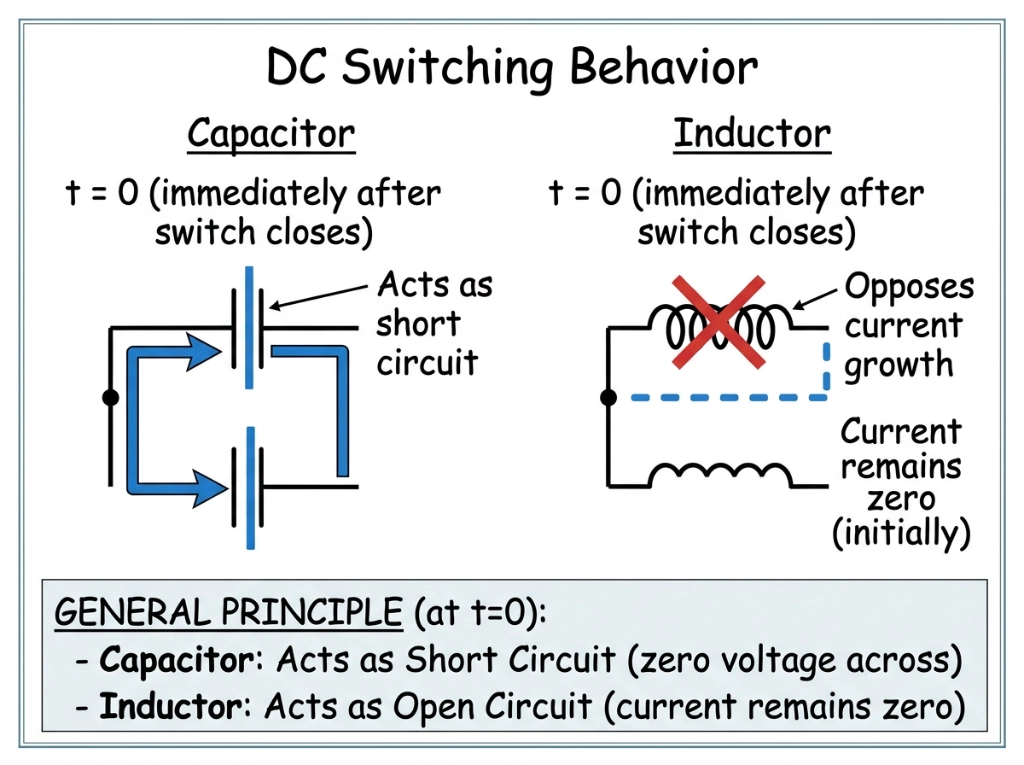 DC Switching Behavior
Capacitor
t = 0 (immediately after
switch closes)
Acts as
short
circuit
Inductor
t = 0 (immediately after
switch closes)
Opposes
current
growth
Current
remains
zero
(initially)
GENERAL PRINCIPLE (at t=0):
- Capacitor: Acts as Short Circuit (zero voltage across)
- Inductor: Acts as Open Circuit (current remains zero)